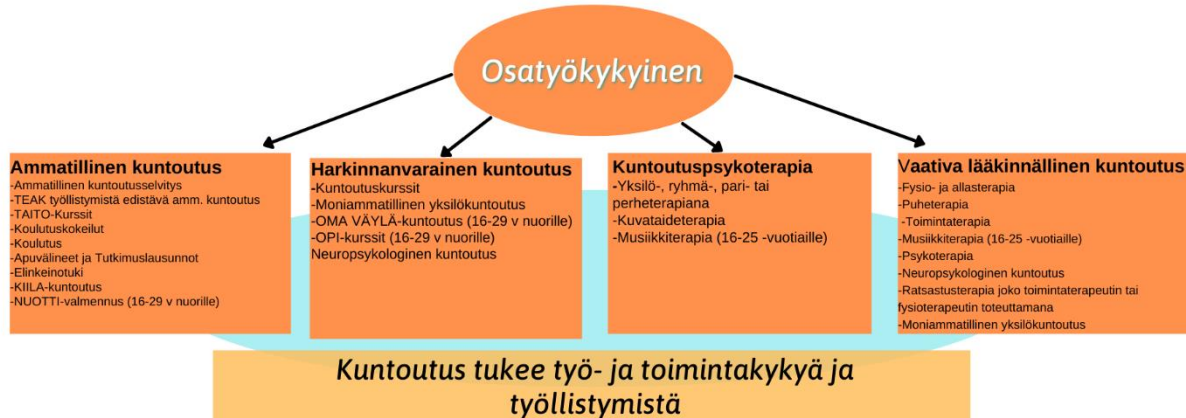 Osatyökykyinen
Ammatillinen kuntoutus
-Ammatillinen kuntoutusselvitys
-TEAK työllistymistä edistävä amm. kuntoutus
-TAITO-Kurssit
-Koulutuskokeilut
-Koulutus
-Apuvälineet ja Tutkimuslausunnot
-Elinkeinotuki
-KIILA-kuntoutus
-NUOTTI-valmennus (16-29 v nuorille)
Harkinnanvarainen kuntoutus
-Kuntoutuskurssit
-Moniammatillinen yksilökuntoutus
-OMA VÄYLÄ-kuntoutus (16-29 v nuorille)
-OPI-kurssit (16-29 v nuorille)
Neuropsykologinen kuntoutus
Kuntoutuspsykoterapia
-Yksilö-, ryhmä-, pari- tai
perheterapiana
-Kuvataideterapia
-Musiikkiterapia (16-25 -vuotiaille)
Vaativa lääkinnällinen kuntoutus
-Fysio- ja allasterapia
-Puheterapia
-Toimintaterapia
-Musiikkiterapia (16-25 -vuotiaille)
-Psykoterapia
-Neuropsykologinen kuntoutus
-Ratsastusterapia joko toimintaterapeutin tai
fysioterapeutin toteuttamana
-Moniammatillinen yksilökuntoutus
Kuntoutus tukee työ- ja toimintakykyä ja
työllistymistä